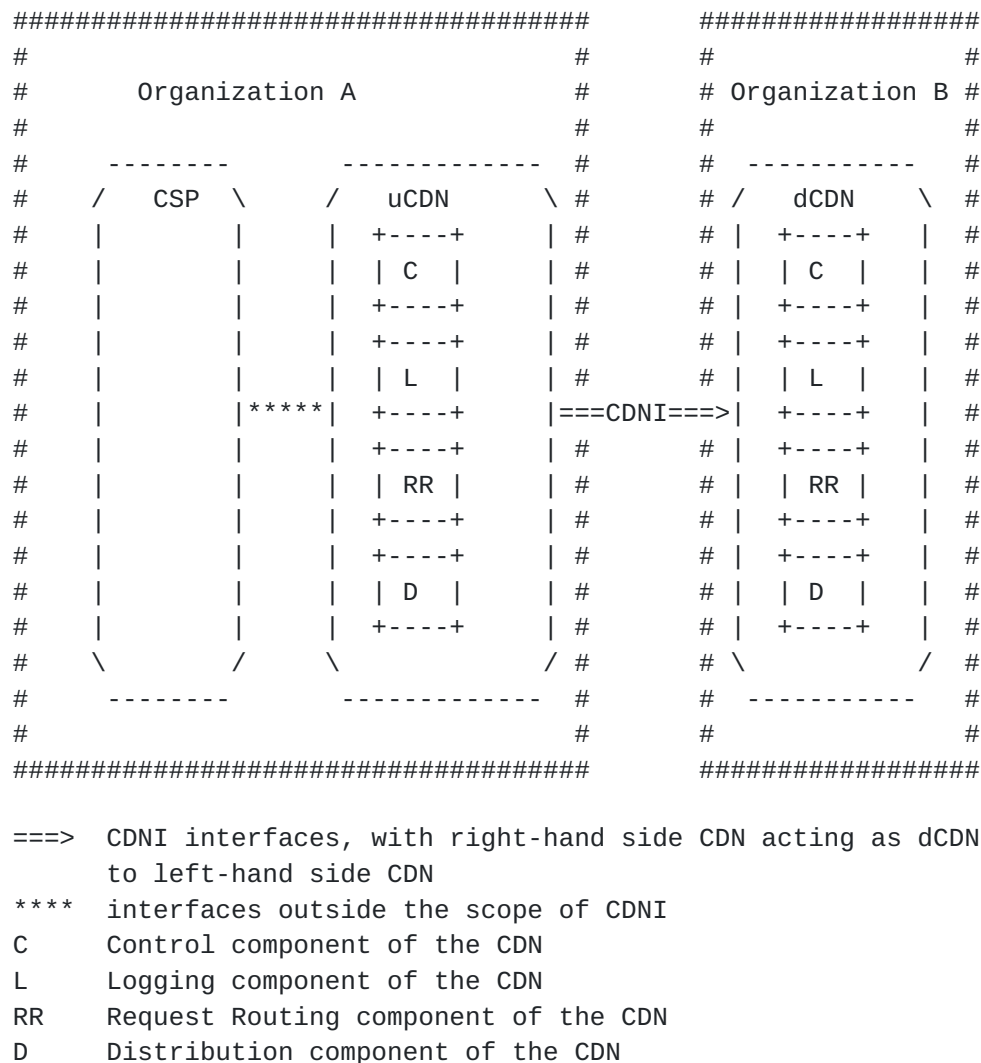 #####################################       ##################
#                                   #       #                #
#       Organization A              #       # Organization B #
#                                   #       #                #
#     --------       -------------  #       #  -----------   #
#    /   CSP  \     /   uCDN      \ #       # /   dCDN    \  #
#    |        |     |  +----+     | #       # |  +----+   |  #
#    |        |     |  | C  |     | #       # |  | C  |   |  #
#    |        |     |  +----+     | #       # |  +----+   |  #
#    |        |     |  +----+     | #       # |  +----+   |  #
#    |        |     |  | L  |     | #       # |  | L  |   |  #
#    |        |*****|  +----+     |===CDNI===>|  +----+   |  #
#    |        |     |  +----+     | #       # |  +----+   |  #
#    |        |     |  | RR |     | #       # |  | RR |   |  #
#    |        |     |  +----+     | #       # |  +----+   |  #
#    |        |     |  +----+     | #       # |  +----+   |  #
#    |        |     |  | D  |     | #       # |  | D  |   |  #
#    |        |     |  +----+     | #       # |  +----+   |  #
#    \        /     \             / #       # \           /  #
#     --------       -------------  #       #  -----------   #
#                                   #       #                #
#####################################       ##################
===>  CDNI interfaces, with right-hand side CDN acting as dCDN
      to left-hand side CDN
****  interfaces outside the scope of CDNI
C     Control component of the CDN
L     Logging component of the CDN
RR    Request Routing component of the CDN
D     Distribution component of the CDN